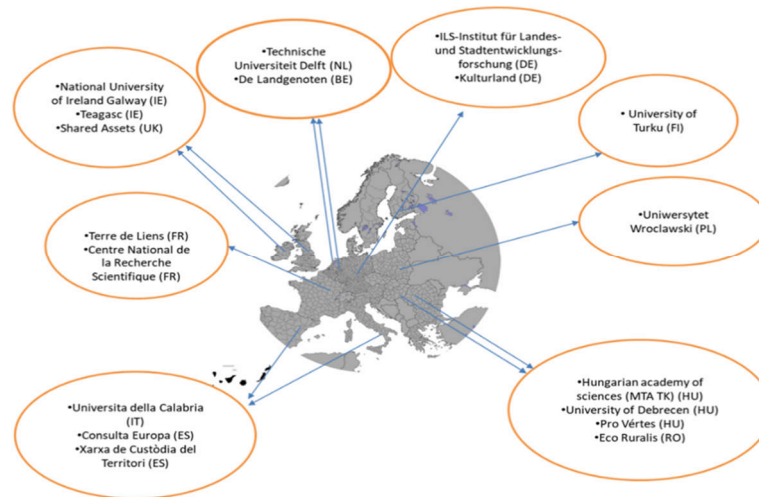 •Technische
Universiteit Delft (NL)
•De Landgenoten (BE)
•ILS-Institut für Landes-
und Stadtentwicklungs-
forschung (DE)
•Kulturland (DE)
•National University
of Ireland Galway (IE)
•Teagasc (IE)
•Shared Assets (UK)
• University of
Turku (FI)
•Terre de Liens (FR)
•Centre National de
la Recherche
Scientifique (FR)
•Uniwersytet
Wroclawski (PL)
•Universita della Calabria
(IT)
•Consulta Europa (ES)
•Xarxa de Custòdia del
Territori (ES)
•Hungarian academy of
sciences (MTA TK) (HU)
•University of Debrecen (HU)
•Pro Vértes (HU)
•Eco Ruralis (RO)